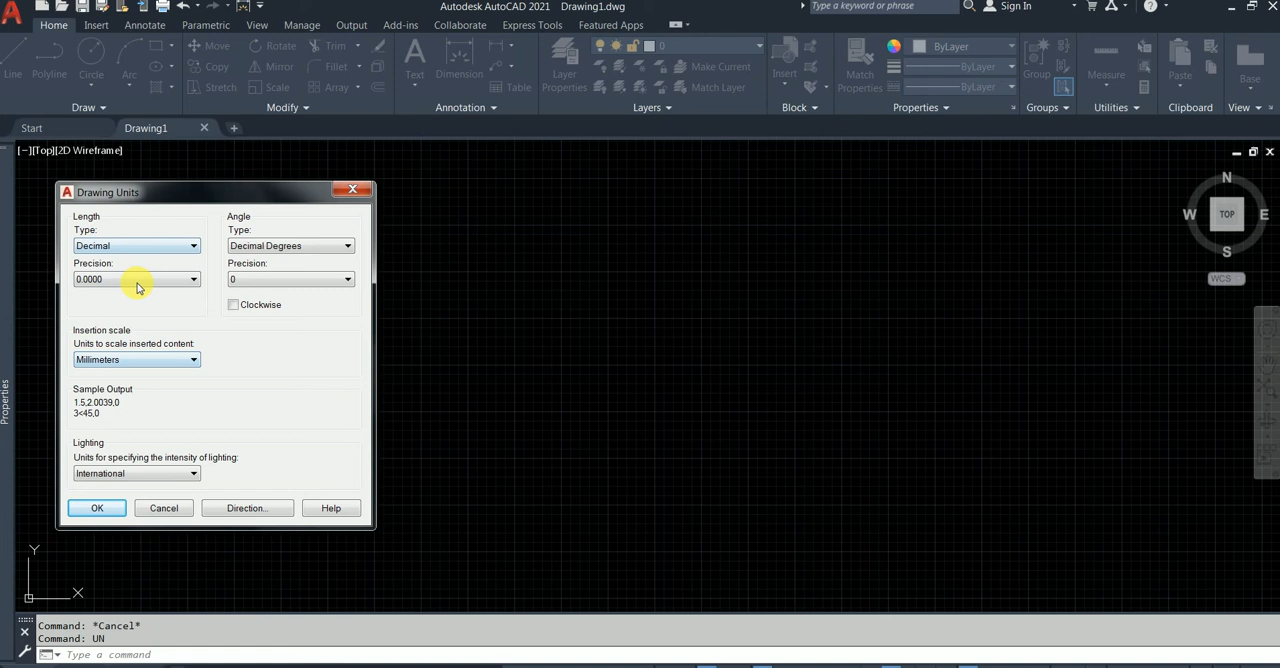 Autodesk AutoCAD 2021 Drawing1.dwg
Type a keyword or phrase
Sign In
Home Insert Annotate Parametric View Manage Output Add-ins Collaborate Express Tools Featured Apps
0
ByLayer
Move Rotate Trim
Line Polyline Circle Arc
Copy Mirror Fillet
Text Dimension
Layer Properties
Make Current
Insert
Match Properties
ByLayer
Group
Measure
Paste
Base
Stretch Scale Array
Table
Match Layer
ByLayer
Draw Modify Annotation Layers Block Properties Groups Utilities Clipboard View
Start Drawing1
[−][Top][2D Wireframe]
N
W TOP E
S
WCS
Drawing Units
Length
Type:
Decimal
Precision:
0.0000
Angle
Type:
Decimal Degrees
Precision:
0
Clockwise
Insertion scale
Units to scale inserted content:
Millimeters
Sample Output
1.5,2.0039,0
3<45,0
Lighting
Units for specifying the intensity of lighting:
International
OK Cancel Direction... Help
Properties
Y
X
Command: *Cancel*
Command: UN
Type a command